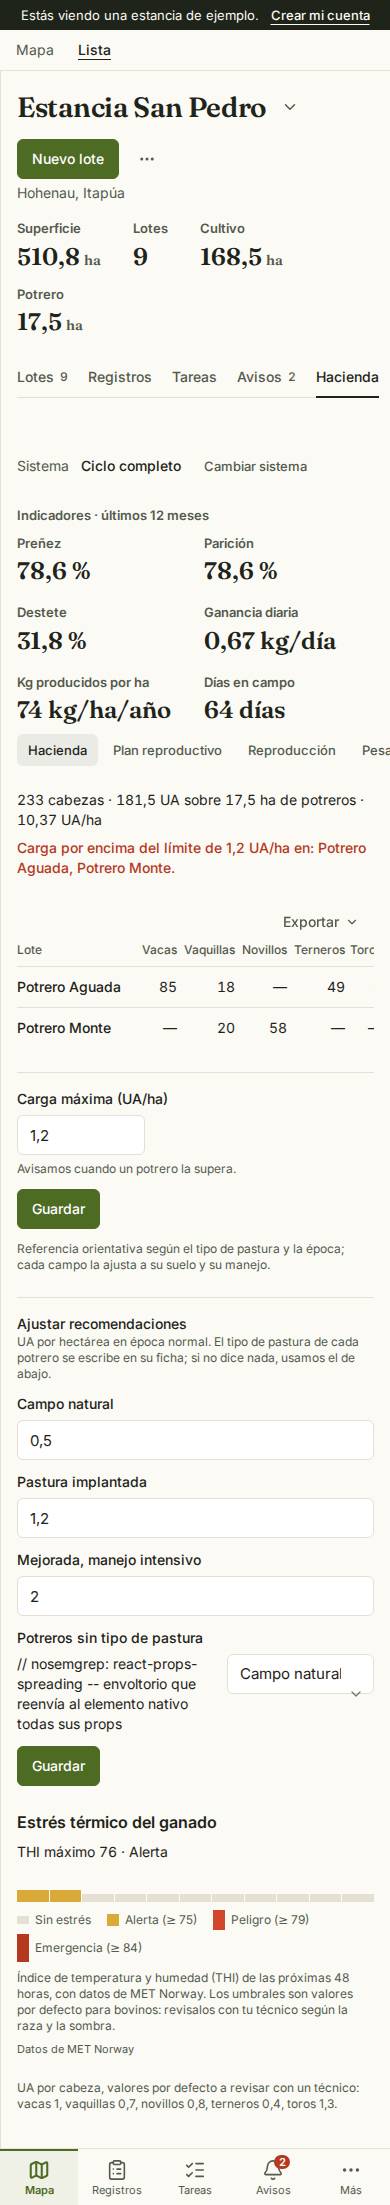 Estás viendo una estancia de ejemplo. Crear mi cuenta
Mapa Lista
Estancia San Pedro
Nuevo lote ...
Hohenau, Itapúa
Superficie Lotes Cultivo
510,8 ha 9 168,5 ha
Potrero
17,5 ha
Lotes 9 Registros Tareas Avisos 2 Hacienda
Sistema Ciclo completo Cambiar sistema
Indicadores · últimos 12 meses
Preñez Parición
78,6 % 78,6 %
Destete Ganancia diaria
31,8 % 0,67 kg/día
Kg producidos por ha Días en campo
74 kg/ha/año 64 días
Hacienda Plan reproductivo Reproducción Pesa
233 cabezas · 181,5 UA sobre 17,5 ha de potreros ·
10,37 UA/ha
Carga por encima del límite de 1,2 UA/ha en: Potrero
Aguada, Potrero Monte.
Exportar
Lote Vacas Vaquillas Novillos Terneros Toro
Potrero Aguada 85 18 — 49
Potrero Monte — 20 58 — –
Carga máxima (UA/ha)
1,2
Avisamos cuando un potrero la supera.
Guardar
Referencia orientativa según el tipo de pastura y la época;
cada campo la ajusta a su suelo y su manejo.
Ajustar recomendaciones
UA por hectárea en época normal. El tipo de pastura de cada
potrero se escribe en su ficha; si no dice nada, usamos el de
abajo.
Campo natural
0,5
Pastura implantada
1,2
Mejorada, manejo intensivo
2
Potreros sin tipo de pastura
// nosemgrep: react-props-
spreading -- envoltorio que
reenvía al elemento nativo
todas sus props
Campo natural
Guardar
Estrés térmico del ganado
THI máximo 76 · Alerta
Sin estrés Alerta (≥ 75) Peligro (≥ 79)
Emergencia (≥ 84)
Índice de temperatura y humedad (THI) de las próximas 48
horas, con datos de MET Norway. Los umbrales son valores
por defecto para bovinos: revisalos con tu técnico según la
raza y la sombra.
Datos de MET Norway
UA por cabeza, valores por defecto a revisar con un técnico:
vacas 1, vaquillas 0,7, novillos 0,8, terneros 0,4, toros 1,3.
2
Mapa Registros Tareas Avisos Más